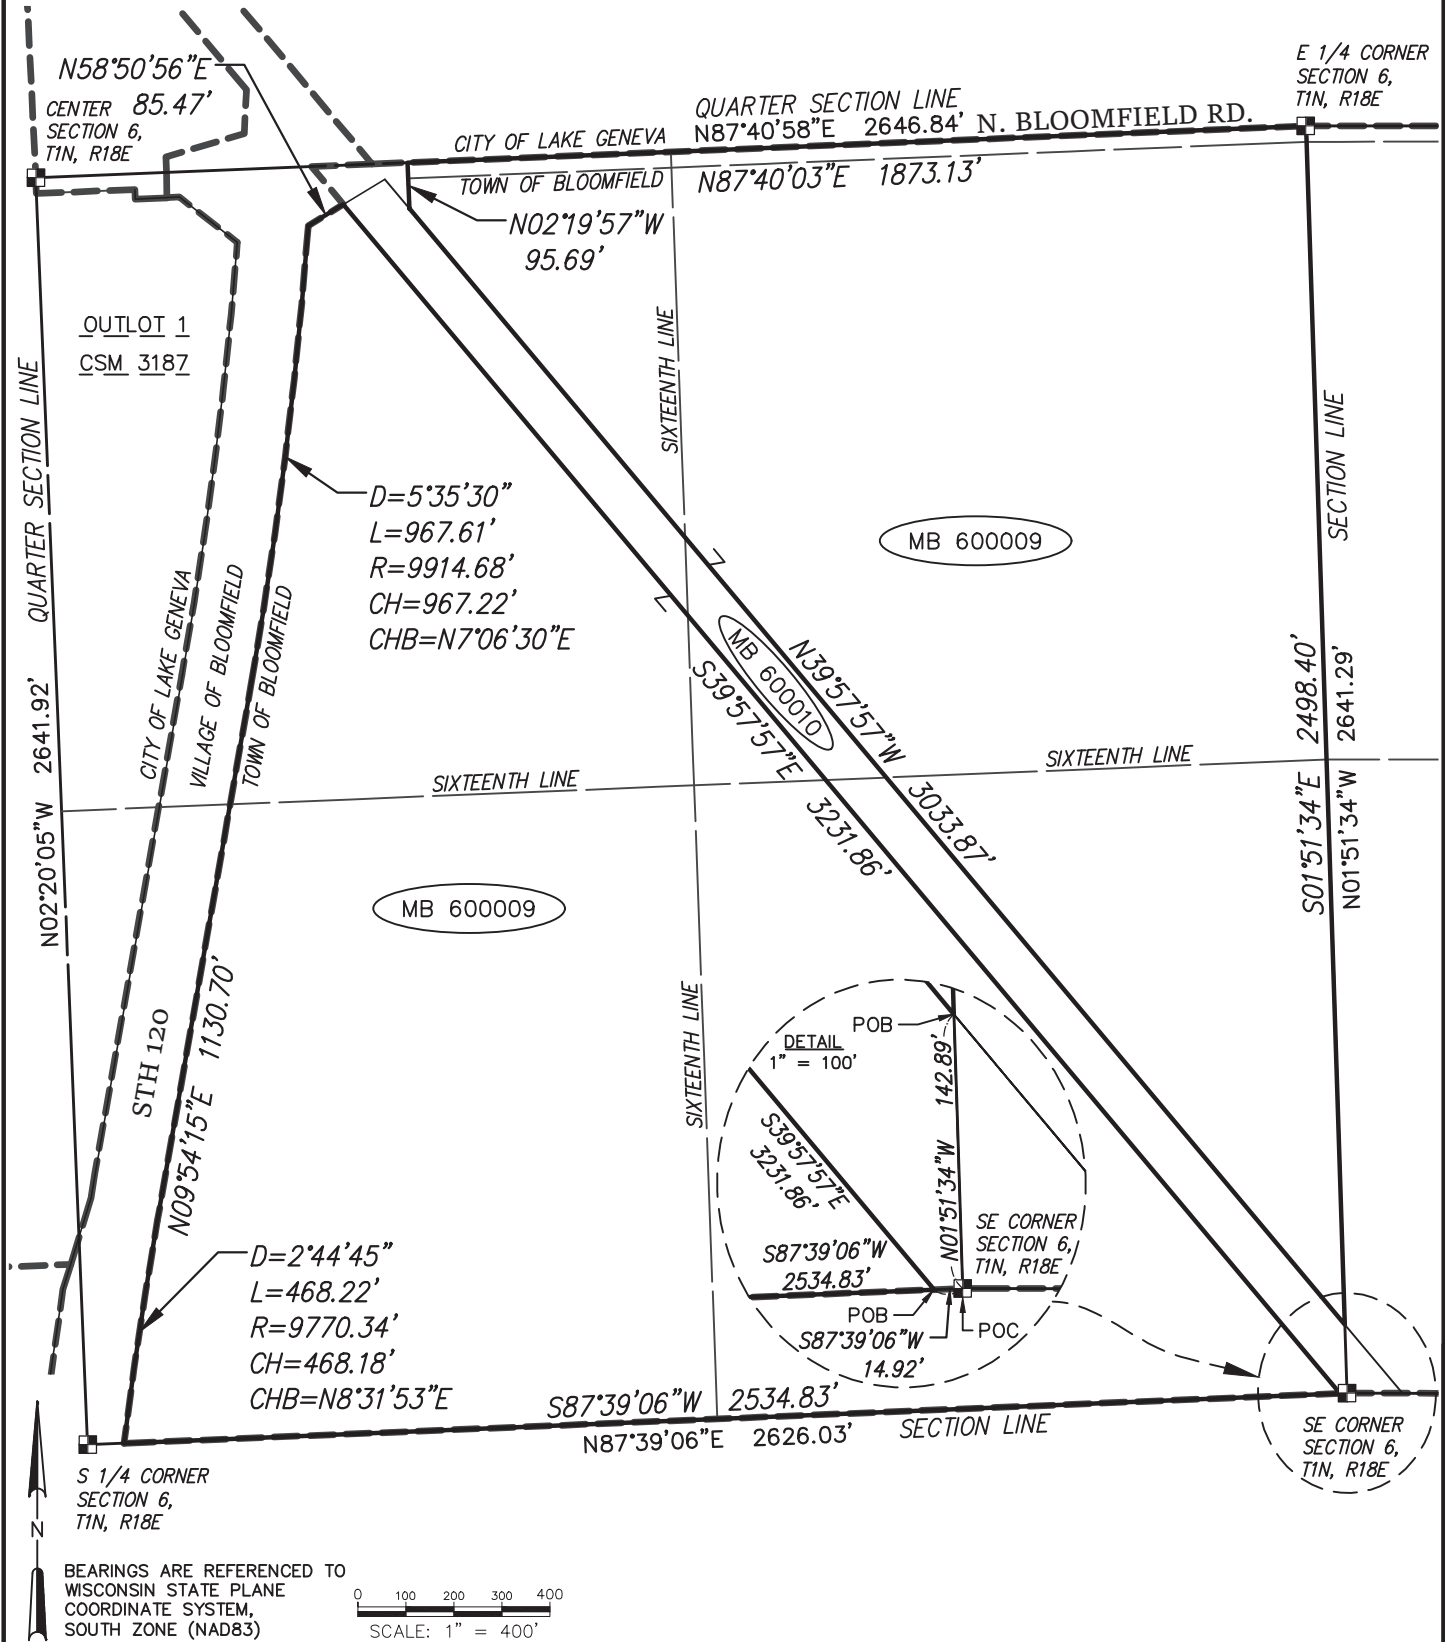 N58°50'56"E
85.47'
CENTER
SECTION 6,
T1N, R18E
E 1/4 CORNER
SECTION 6,
T1N, R18E
QUARTER SECTION LINE
CITY OF LAKE GENEVA
N87°40'58"E 2646.84'
N. BLOOMFIELD RD.
TOWN OF BLOOMFIELD
N87°40'03"E 1873.13'
N02°19'57"W
95.69'
OUTLOT 1
CSM 3187
QUARTER SECTION LINE
SIXTEENTH LINE
SECTION LINE
D=5°35'30"
L=967.61'
R=9914.68'
CH=967.22'
CHB=N7°06'30"E
MB 600009
CITY OF LAKE GENEVA
VILLAGE OF BLOOMFIELD
TOWN OF BLOOMFIELD
MB 600010
N39°57'57"W
3033.87'
S39°57'57"E
3231.86'
N02°20'05"W 2641.92'
S01°51'34"E 2498.40'
N01°51'34"W 2641.29'
SIXTEENTH LINE
SIXTEENTH LINE
MB 600009
STH 120
N09°54'15"E 1130.70'
SIXTEENTH LINE
POB
DETAIL
1" = 100'
142.89'
N01°51'34"W
S39°57'57"E
3231.86'
SE CORNER
SECTION 6,
T1N, R18E
S87°39'06"W
2534.83'
POB
POC
S87°39'06"W
14.92'
D=2°44'45"
L=468.22'
R=9770.34'
CH=468.18'
CHB=N8°31'53"E
S87°39'06"W 2534.83'
N87°39'06"E 2626.03'
SECTION LINE
SE CORNER
SECTION 6,
T1N, R18E
S 1/4 CORNER
SECTION 6,
T1N, R18E
N
BEARINGS ARE REFERENCED TO
WISCONSIN STATE PLANE
COORDINATE SYSTEM,
SOUTH ZONE (NAD83)
0 100 200 300 400
SCALE: 1" = 400'